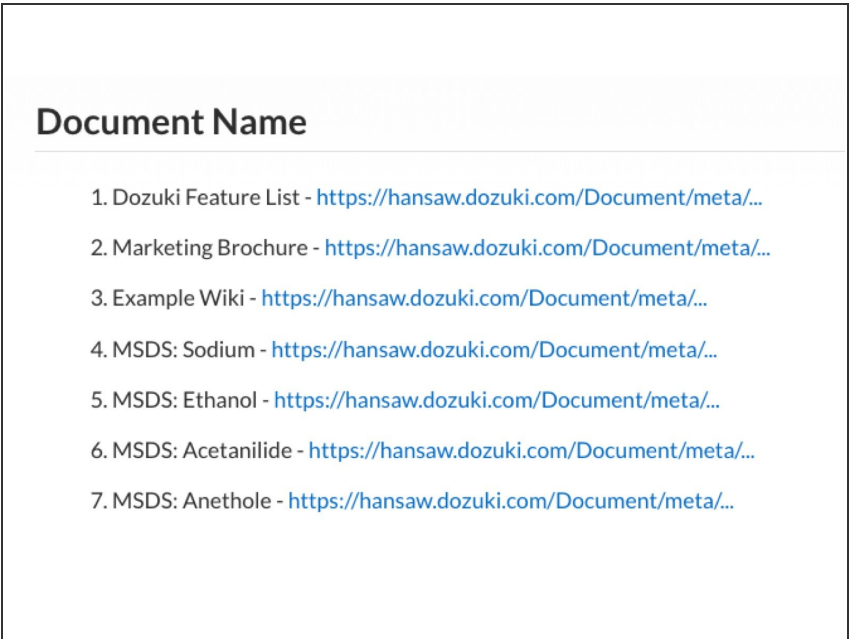 Document Name
1. Dozuki Feature List - https://hansaw.dozuki.com/Document/meta/...
2. Marketing Brochure - https://hansaw.dozuki.com/Document/meta/...
3. Example Wiki - https://hansaw.dozuki.com/Document/meta/...
4. MSDS: Sodium - https://hansaw.dozuki.com/Document/meta/...
5. MSDS: Ethanol - https://hansaw.dozuki.com/Document/meta/...
6. MSDS: Acetanilide - https://hansaw.dozuki.com/Document/meta/...
7. MSDS: Anethole - https://hansaw.dozuki.com/Document/meta/...